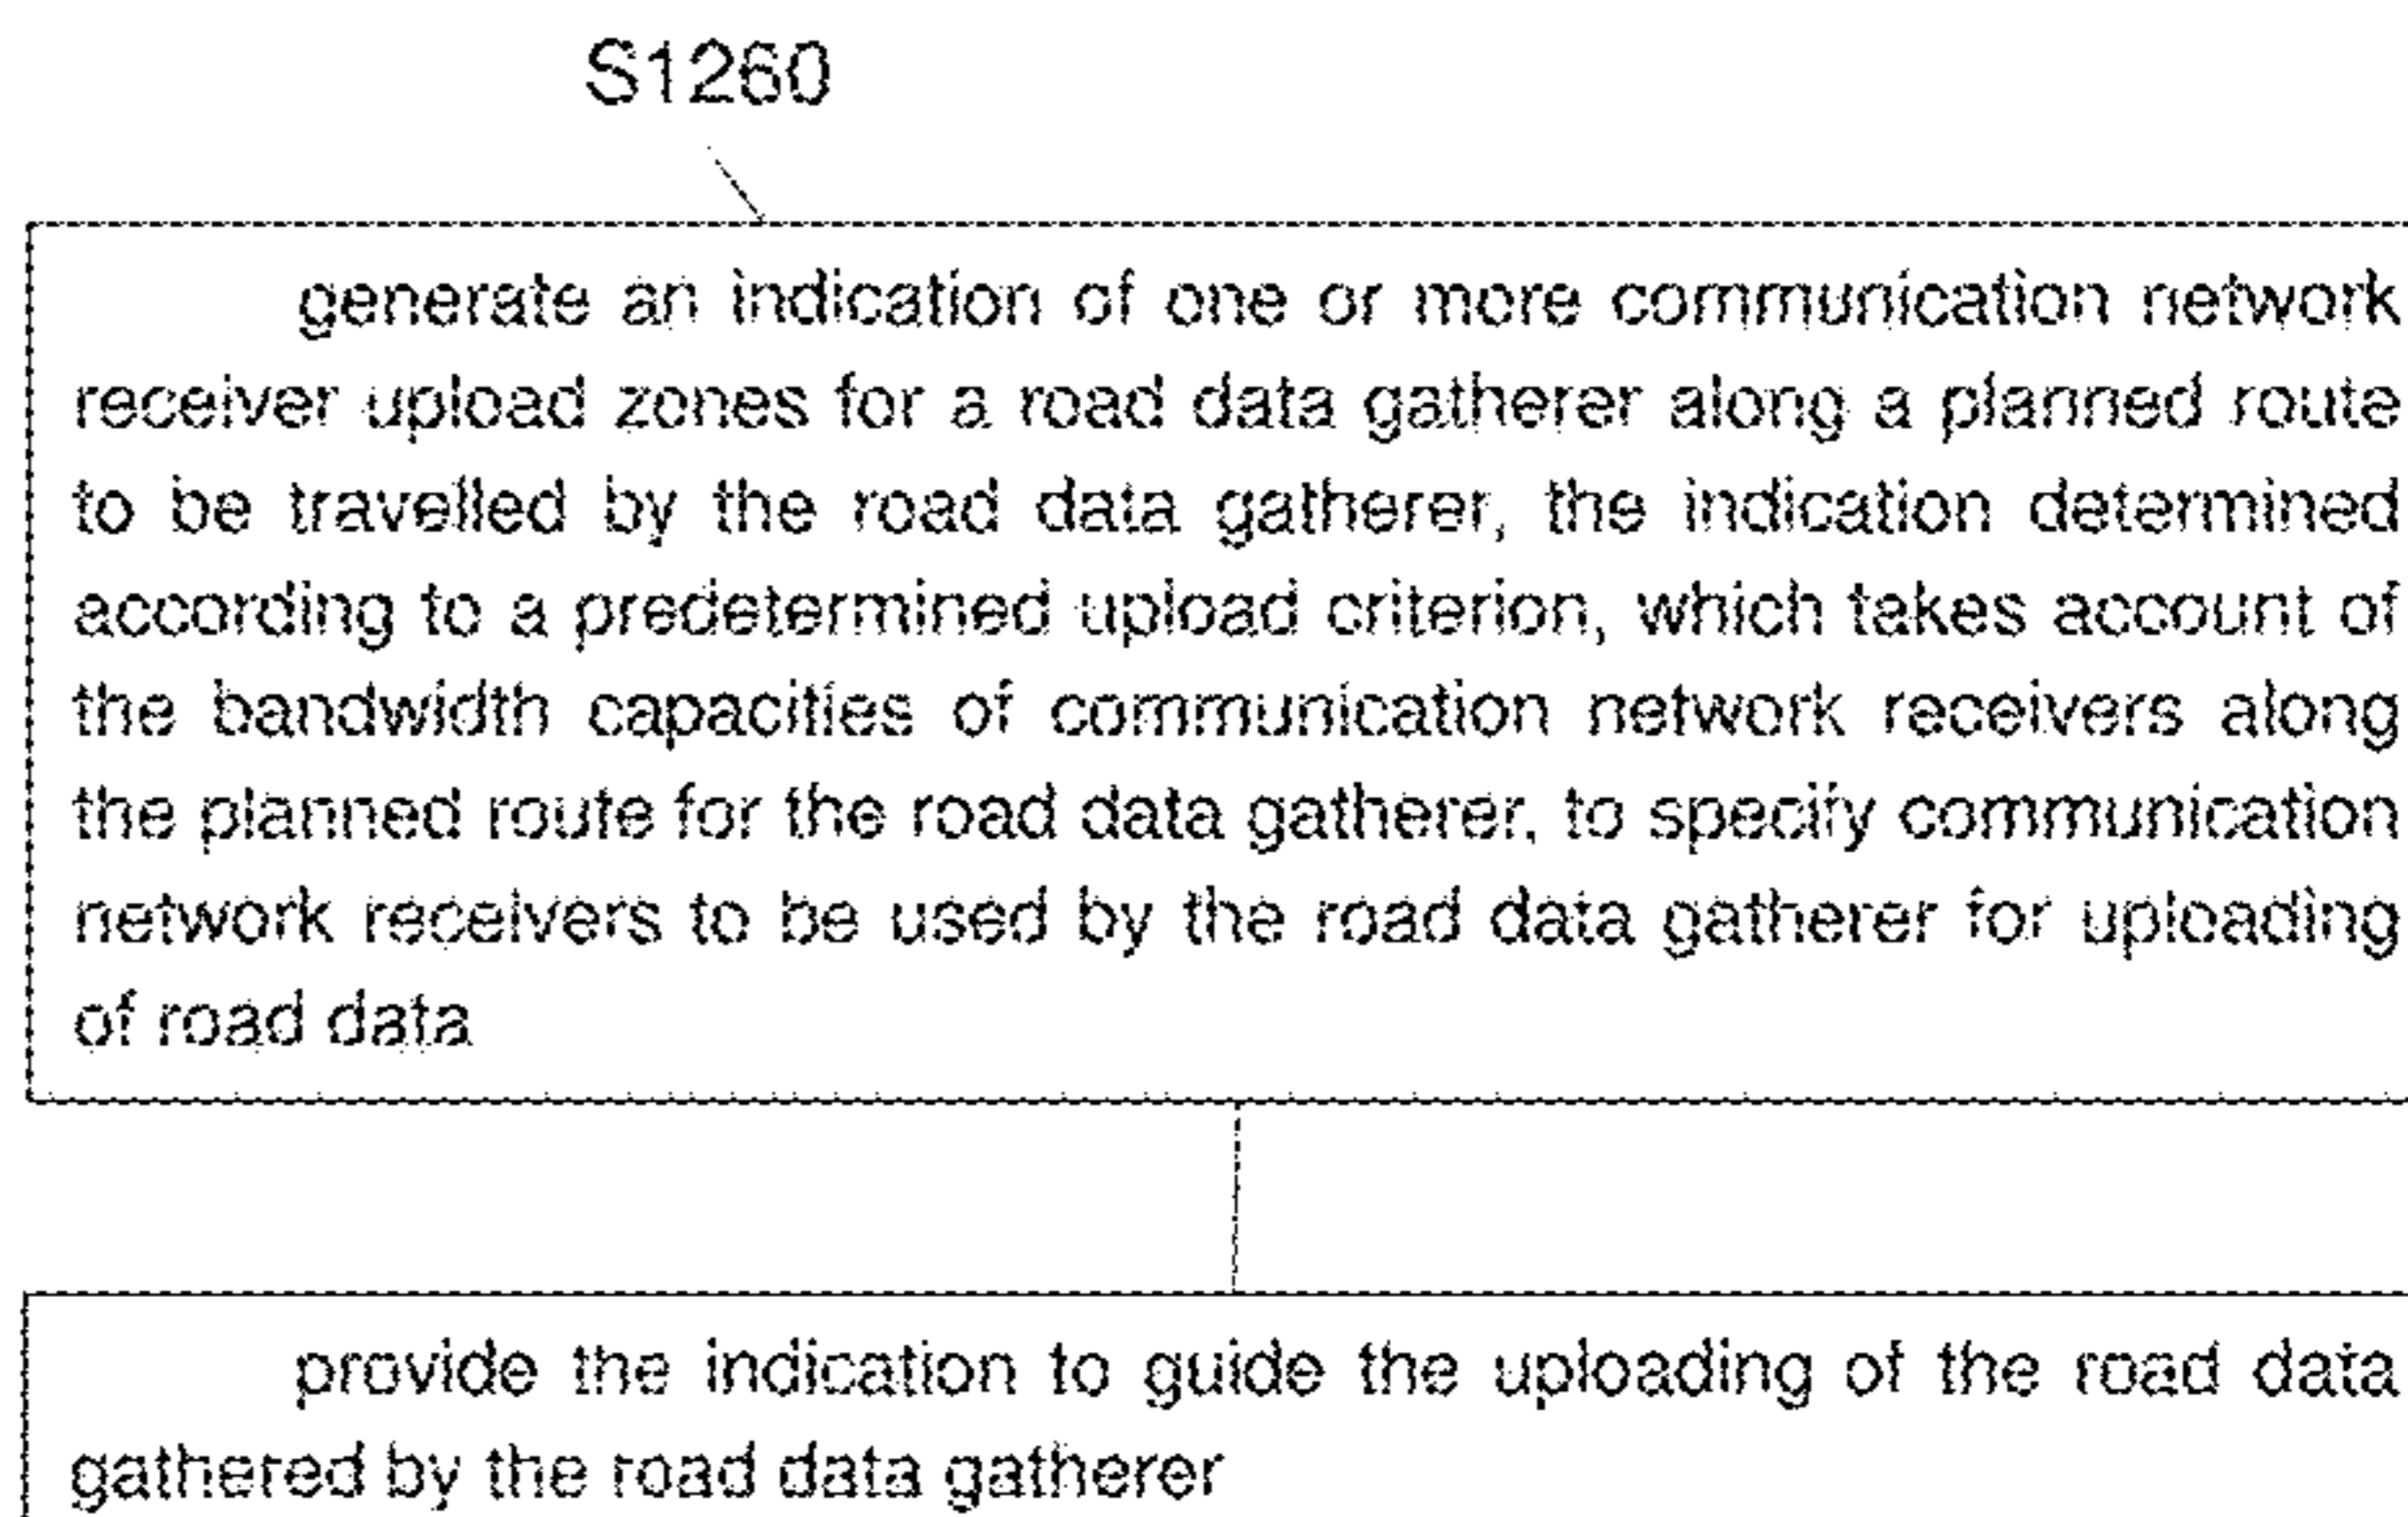 S1260
generate an indication of one or more communication network
receiver upload zones for a road data gatherer along a planned route
to be travelled by the road data gatherer, the indication determined
according to a predetermined upload criterion, which takes account of
the bandwidth capacities of communication network receivers along
the planned route for the road data gatherer, to specify communication
network receivers to be used by the road data gatherer for uploading
of road data
provide the indication to guide the uploading of the road data
gathered by the road data gatherer